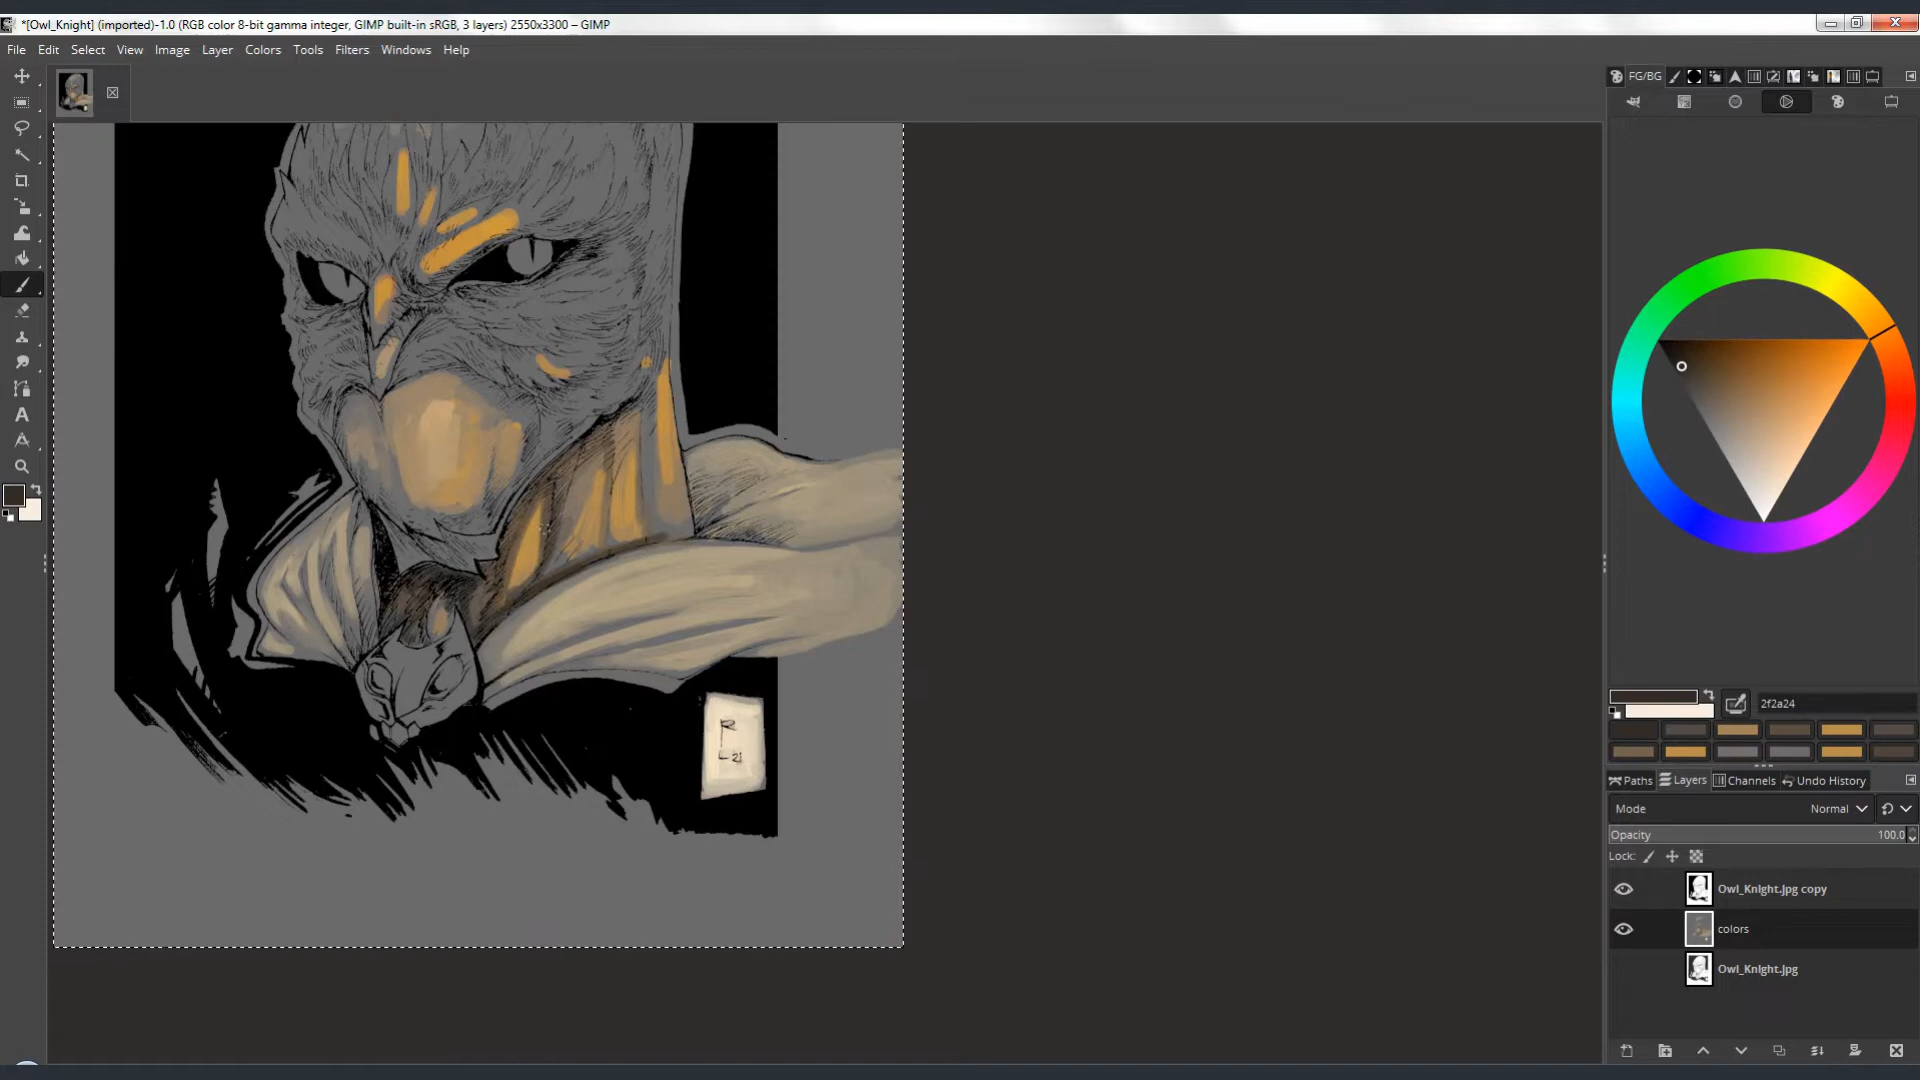 *[Owl_Knight] (imported)-1.0 (RGB color 8-bit gamma integer, GIMP built-in sRGB, 3 layers) 2550x3300 – GIMP
File Edit Select View Image Layer Colors Tools Filters Windows Help
FG/BG
2f2a24
Paths Layers Channels Undo History
Mode Normal
Opacity 100.0
Lock:
Owl_Knight.jpg copy
colors
Owl_Knight.jpg
R
L 21